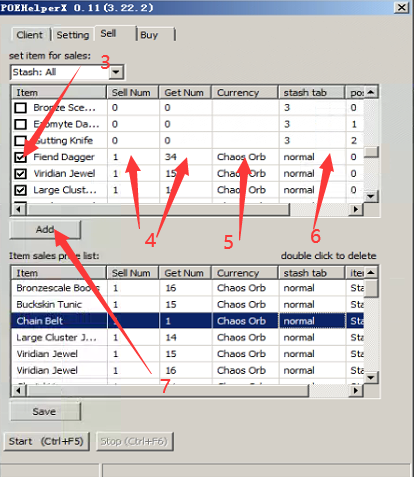 POEHelperX 0.11(3.22.2)
Client Setting Sell Buy
set item for sales: 3
Stash: All
Item Sell Num Get Num Currency stash tab pos
Bronze Sce... 0 0 3 0
Ezomyte Da... 0 0 3 1
Gutting Knife 0 0 3 2
Fiend Dagger 1 34 Chaos Orb normal 0
Viridian Jewel 1 15 Chaos Orb normal 0
Large Clust... 1 14 Chaos Orb normal 0
Add 4 5 6
Item sales price list: double click to delete
Item Sell Num Get Num Currency stash tab ite
Bronzescale Boots 1 16 Chaos Orb normal Sta
Buckskin Tunic 1 15 Chaos Orb normal Sta
Chain Belt 1 1 Chaos Orb normal Sta
Large Cluster J... 1 14 Chaos Orb normal Sta
Viridian Jewel 1 15 Chaos Orb normal Sta
Viridian Jewel 1 16 Chaos Orb normal Sta
7
Save
Start (Ctrl+F5) Stop (Ctrl+F6)